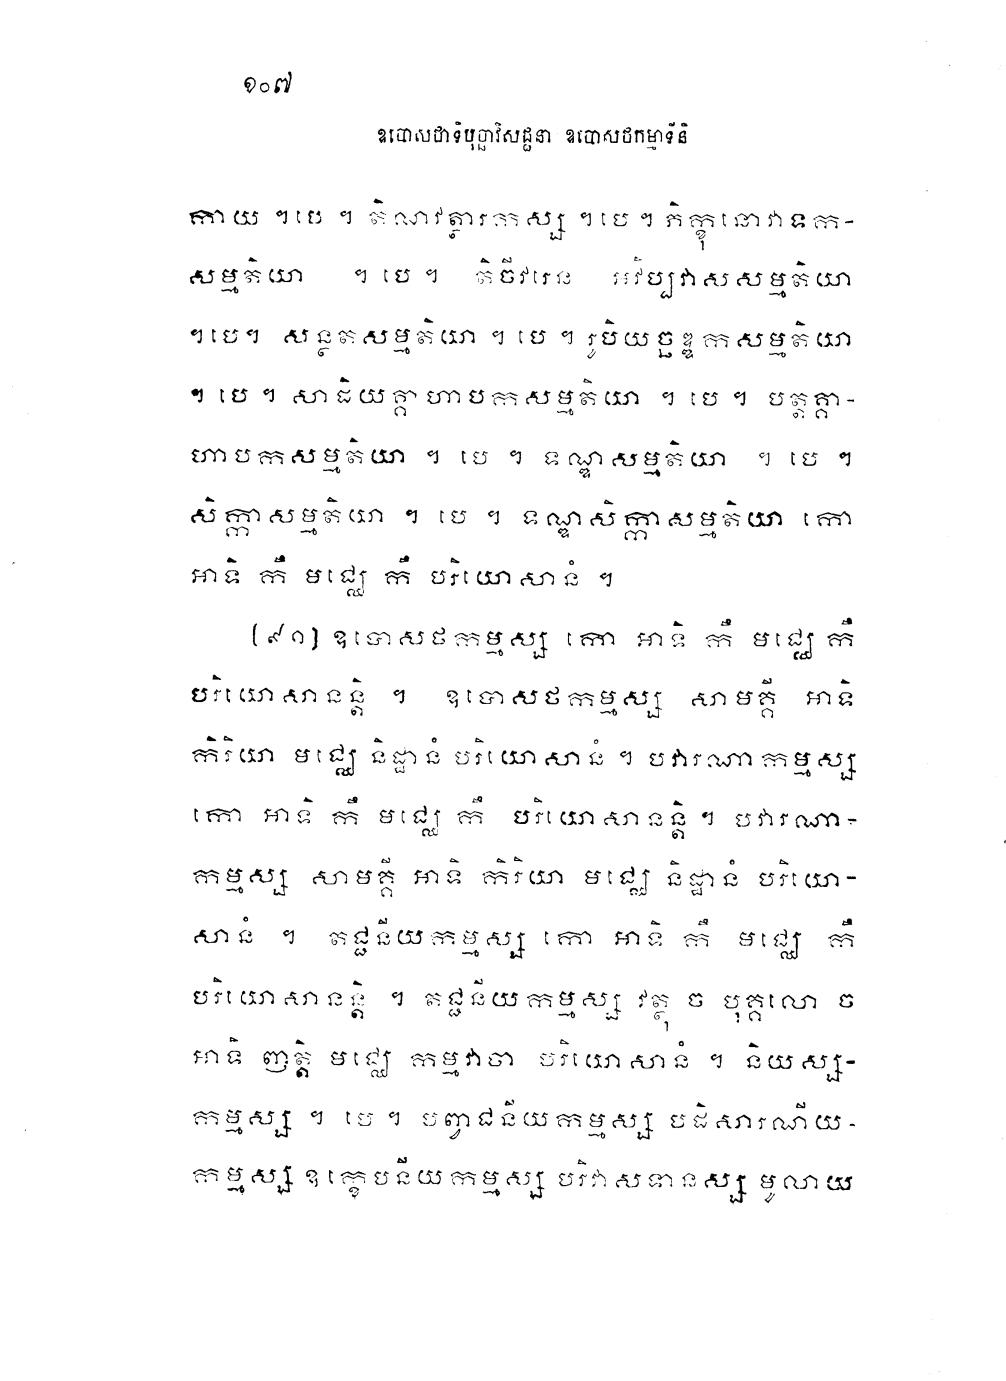 ១០៧
ឧបោសថាទិបុច្ឆាវិសជ្ជនា ឧបោសថកម្មាទីនិ
កាយ ។បេ ។ តិណវត្ថារកស្ស ។បេ។ ភិក្ខុនោវាទក-
សម្មតិយា ។ បេ។ តិចីវរេន អវិប្បវាសសម្មតិយា
។បេ។ សន្ថតសម្មតិយា ។ បេ ។ រូបិយច្ឆឌ្ឌកសម្មតិយា
។ បេ ។ សាដិយគ្គាហាបកសម្មតិយា ។ បេ ។ បត្តគ្គា-
ហាបកសម្មតិយា ។ បេ ។ ទណ្ឌសម្មតិយា ។ បេ ។
សិក្កាសម្មតិយា ។ បេ ។ ទណ្ឌសិក្កាសម្មតិយា កោ
អាទិ កឹ មជ្ឈេ កឹ បរិយោសានំ ។
(៩១) ឧបោសថកម្មស្ស កោ អាទិ កឹ មជ្ឈេ កឹ
បរិយោសានន្តិ ។ ឧបោសថកម្មស្ស សាមគ្គី អាទិ
កិរិយា មជ្ឈេ និដ្ឋានំ បរិយោសានំ ។ បវារណាកម្មស្ស
កោ អាទិ កឹ មជ្ឈេ កឹ បរិយោសានន្តិ ។ បវារណា-
កម្មស្ស សាមគ្គី អាទិ កិរិយា មជ្ឈេ និដ្ឋានំ បរិយោ-
សានំ ។ តជ្ជនីយកម្មស្ស កោ អាទិ កឹ មជ្ឈេ កឹ
បរិយោសានន្តិ ។ តជ្ជនីយកម្មស្ស វត្ថុ ច បុគ្គលោ ច
អាទិ ញត្តិ មជ្ឈេ កម្មវាចា បរិយោសានំ ។ និយស្ស-
កម្មស្ស ។ បេ ។ បញ្វជនីយកម្មស្ស បដិសារណីយ-
កម្មស្ស ឧក្ខេបនីយកម្មស្ស បរិវាសទានស្ស មូលាយ